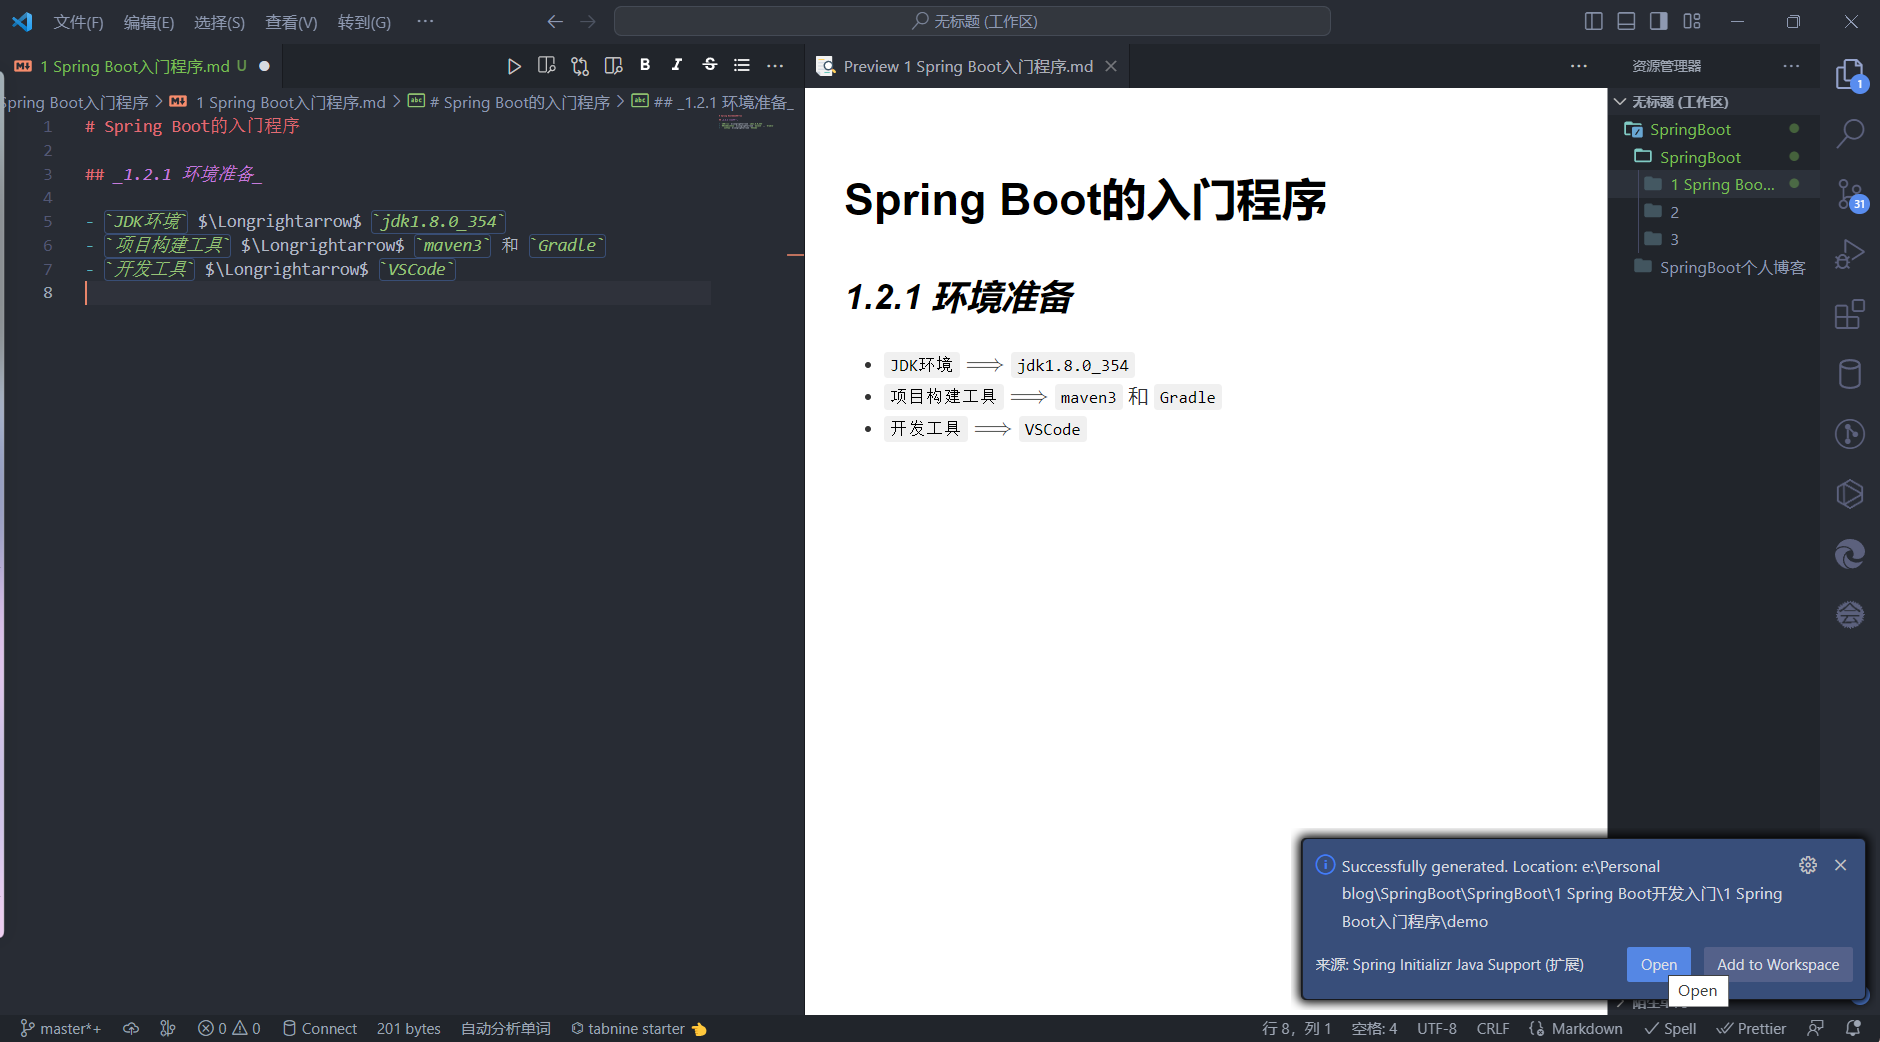 文件(F) 编辑(E) 选择(S) 查看(V) 转到(G) ··· 无标题 (工作区)
1 Spring Boot入门程序.md U
B I S ···
Preview 1 Spring Boot入门程序.md ···
资源管理器 ···
Spring Boot入门程序 > 1 Spring Boot入门程序.md > # Spring Boot的入门程序 > ## _1.2.1 环境准备_
1 # Spring Boot的入门程序
2
3 ## _1.2.1 环境准备_
4
5 - `JDK环境` $\Longrightarrow$ `jdk1.8.0_354`
6 - `项目构建工具` $\Longrightarrow$ `maven3` 和 `Gradle`
7 - `开发工具` $\Longrightarrow$ `VSCode`
8
Spring Boot的入门程序
1.2.1 环境准备
• JDK环境 ⟹ jdk1.8.0_354
• 项目构建工具 ⟹ maven3 和 Gradle
• 开发工具 ⟹ VSCode
无标题 (工作区)
SpringBoot
SpringBoot
1 Spring Boo...
2
3
SpringBoot个人博客
1
31
Successfully generated. Location: e:\Personal
blog\SpringBoot\SpringBoot\1 Spring Boot开发入门\1 Spring
Boot入门程序\demo
来源: Spring Initializr Java Support (扩展)
Open Add to Workspace
Open
master*+ 0 0 Connect 201 bytes 自动分析单词 tabnine starter 行 8，列 1 空格: 4 UTF-8 CRLF Markdown Spell Prettier